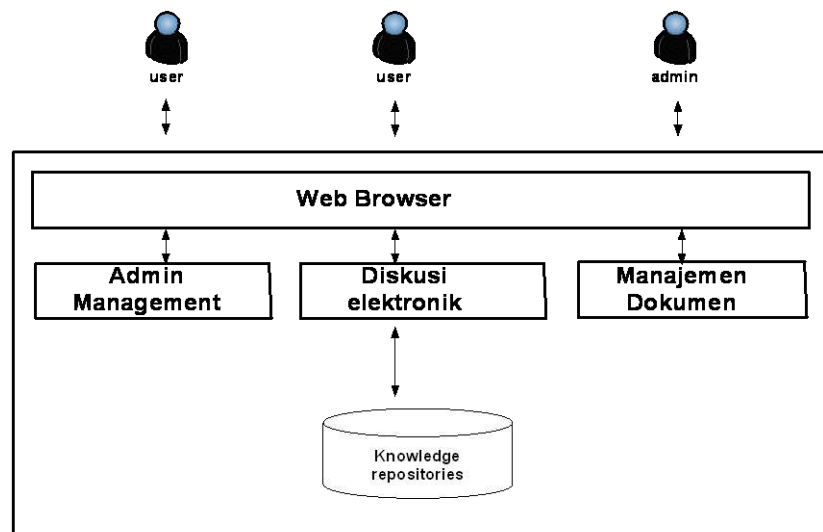 user
user
admin
Web Browser
Admin
Management
Diskusi
elektronik
Manajemen
Dokumen
Knowledge
repositories